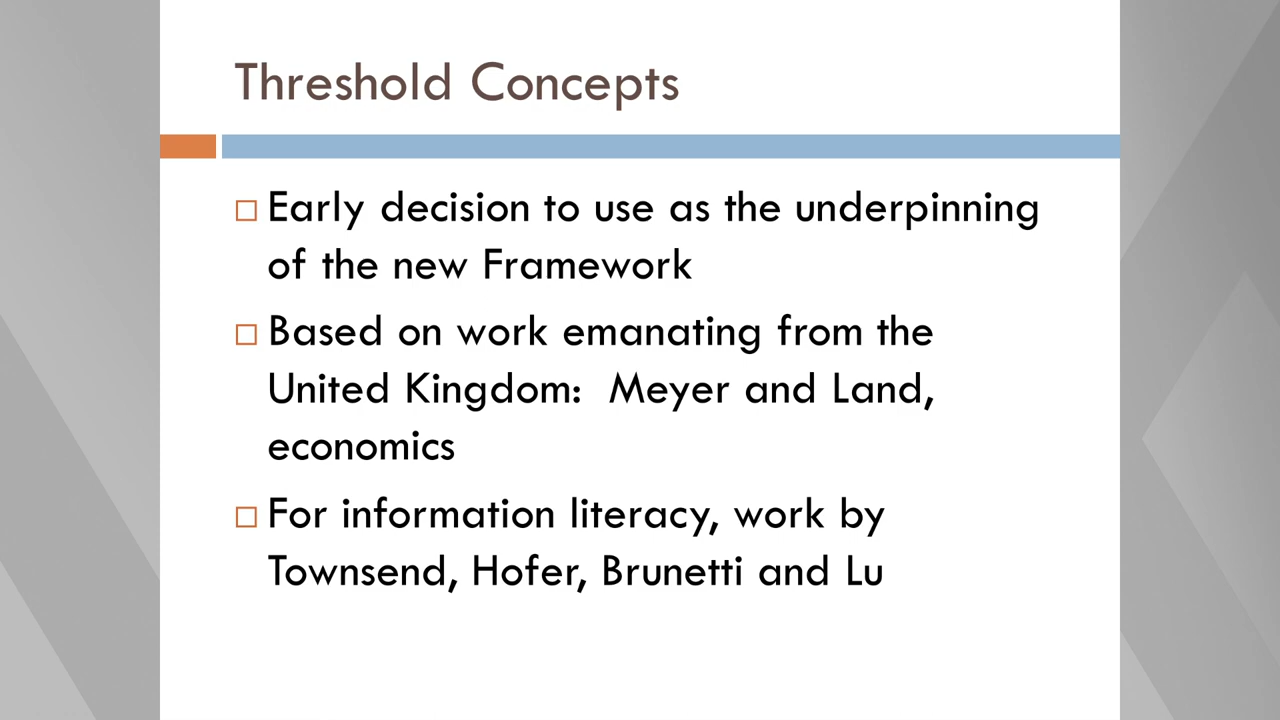 Threshold Concepts
Early decision to use as the underpinning
of the new Framework
Based on work emanating from the
United Kingdom:  Meyer and Land,
economics
For information literacy, work by
Townsend, Hofer, Brunetti and Lu